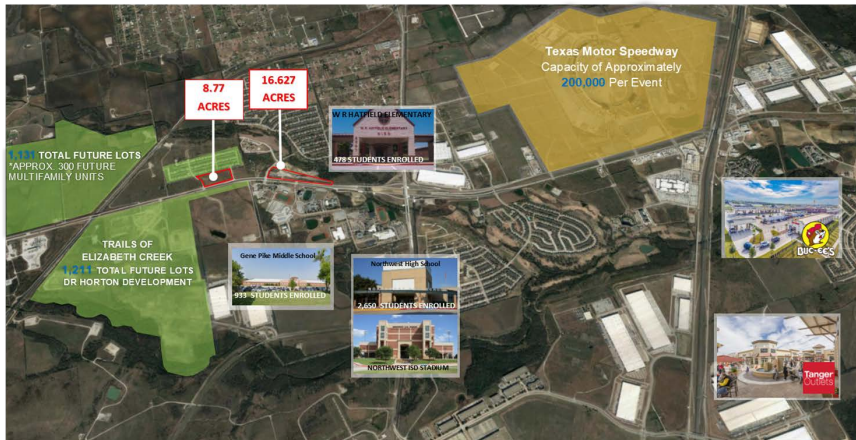 Texas Motor Speedway
Capacity of Approximately
200,000 Per Event
8.77
ACRES
16.627
ACRES
W R HATFIELD ELEMENTARY
478 STUDENTS ENROLLED
1,131 TOTAL FUTURE LOTS
*APPROX. 300 FUTURE
MULTIFAMILY UNITS
TRAILS OF
ELIZABETH CREEK
1,211 TOTAL FUTURE LOTS
DR HORTON DEVELOPMENT
Gene Pike Middle School
933 STUDENTS ENROLLED
Northwest High School
2,650 STUDENTS ENROLLED
NORTHWEST ISD STADIUM
BUC-EE'S
Tanger
Outlets